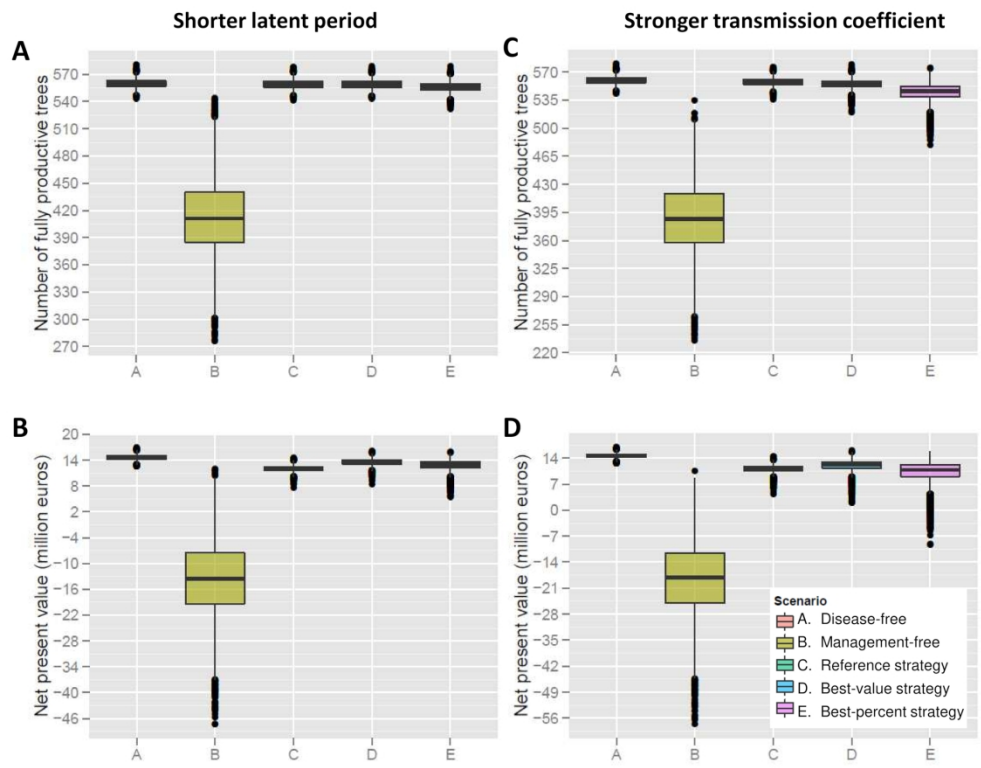 Shorter latent period
Stronger transmission coefficient
A
Number of fully productive trees
570
540
510
480
450
420
390
360
330
300
270
A B C D E
C
Number of fully productive trees
570
535
500
465
430
395
360
325
290
255
220
A B C D E
B
Net present value (million euros)
20
14
8
2
−4
−10
−16
−22
−28
−34
−40
−46
A B C D E
D
Net present value (million euros)
14
7
0
−7
−14
−21
−28
−35
−42
−49
−56
A B C D E
Scenario
A. Disease-free
B. Management-free
C. Reference strategy
D. Best-value strategy
E. Best-percent strategy